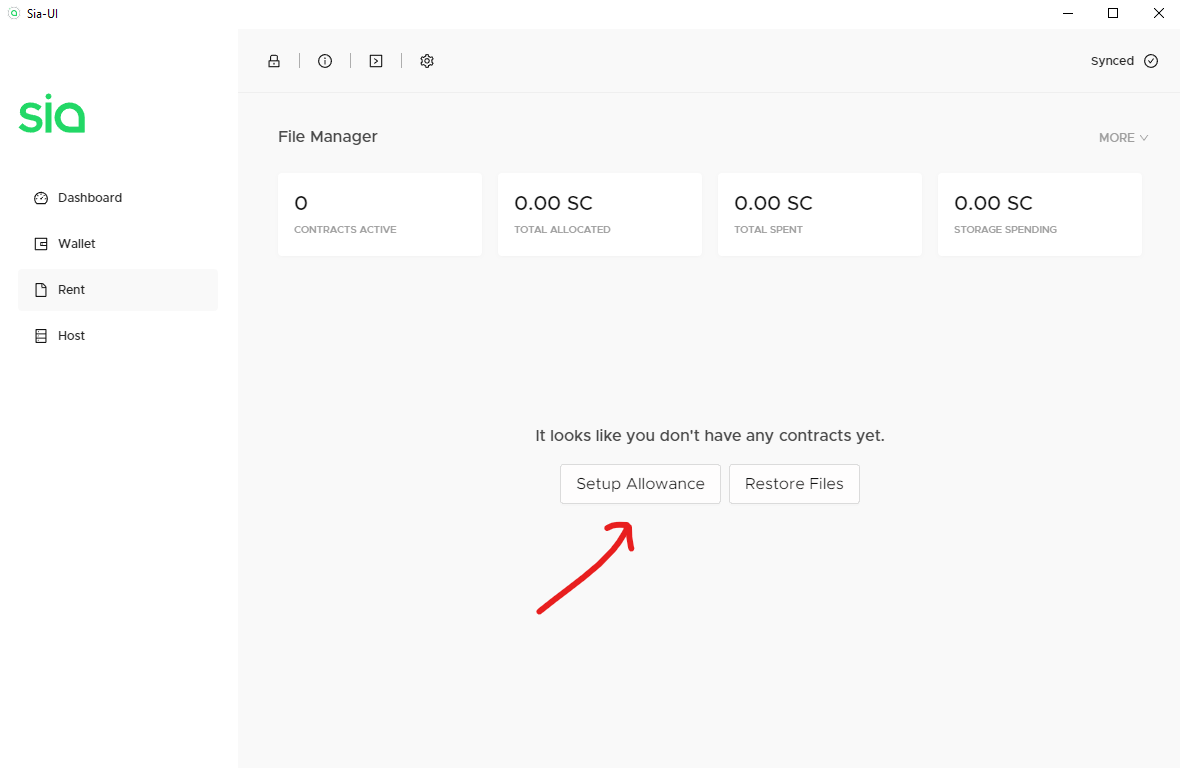 Sia-UI
Synced
sia
File Manager
MORE
0
CONTRACTS ACTIVE
0.00 SC
TOTAL ALLOCATED
0.00 SC
TOTAL SPENT
0.00 SC
STORAGE SPENDING
Dashboard
Wallet
Rent
Host
It looks like you don't have any contracts yet.
Setup Allowance
Restore Files